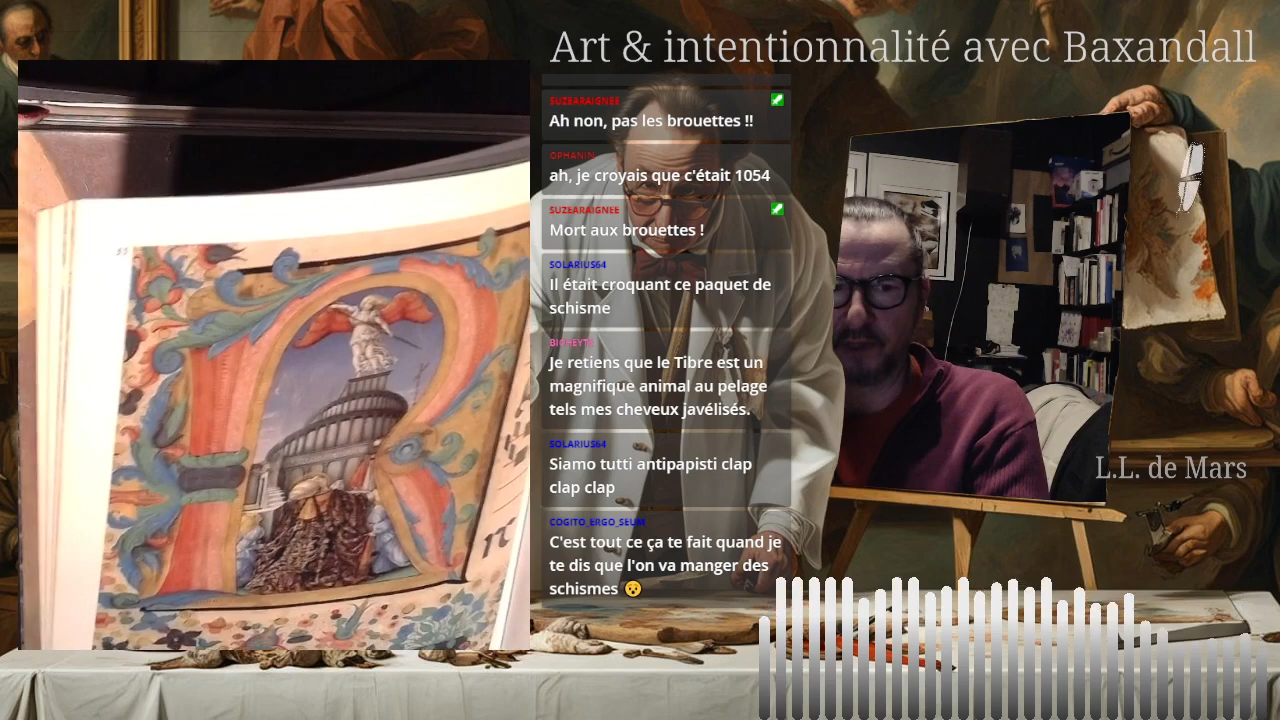 Art & intentionnalité avec Baxandall
SUZEARAIGNEE
Ah non, pas les brouettes !!
OPHANIN
ah, je croyais que c'était 1054
SUZEARAIGNEE
Mort aux brouettes !
SOLARIUS64
Il était croquant ce paquet de
schisme
Je retiens que le Tibre est un
magnifique animal au pelage
tels mes cheveux javélisés.
SOLARIUS64
Siamo tutti antipapisti clap
clap clap
COGITO_ERGO_SEUM
C'est tout ce ça te fait quand je
te dis que l'on va manger des
schismes 😯
L.L. de Mars